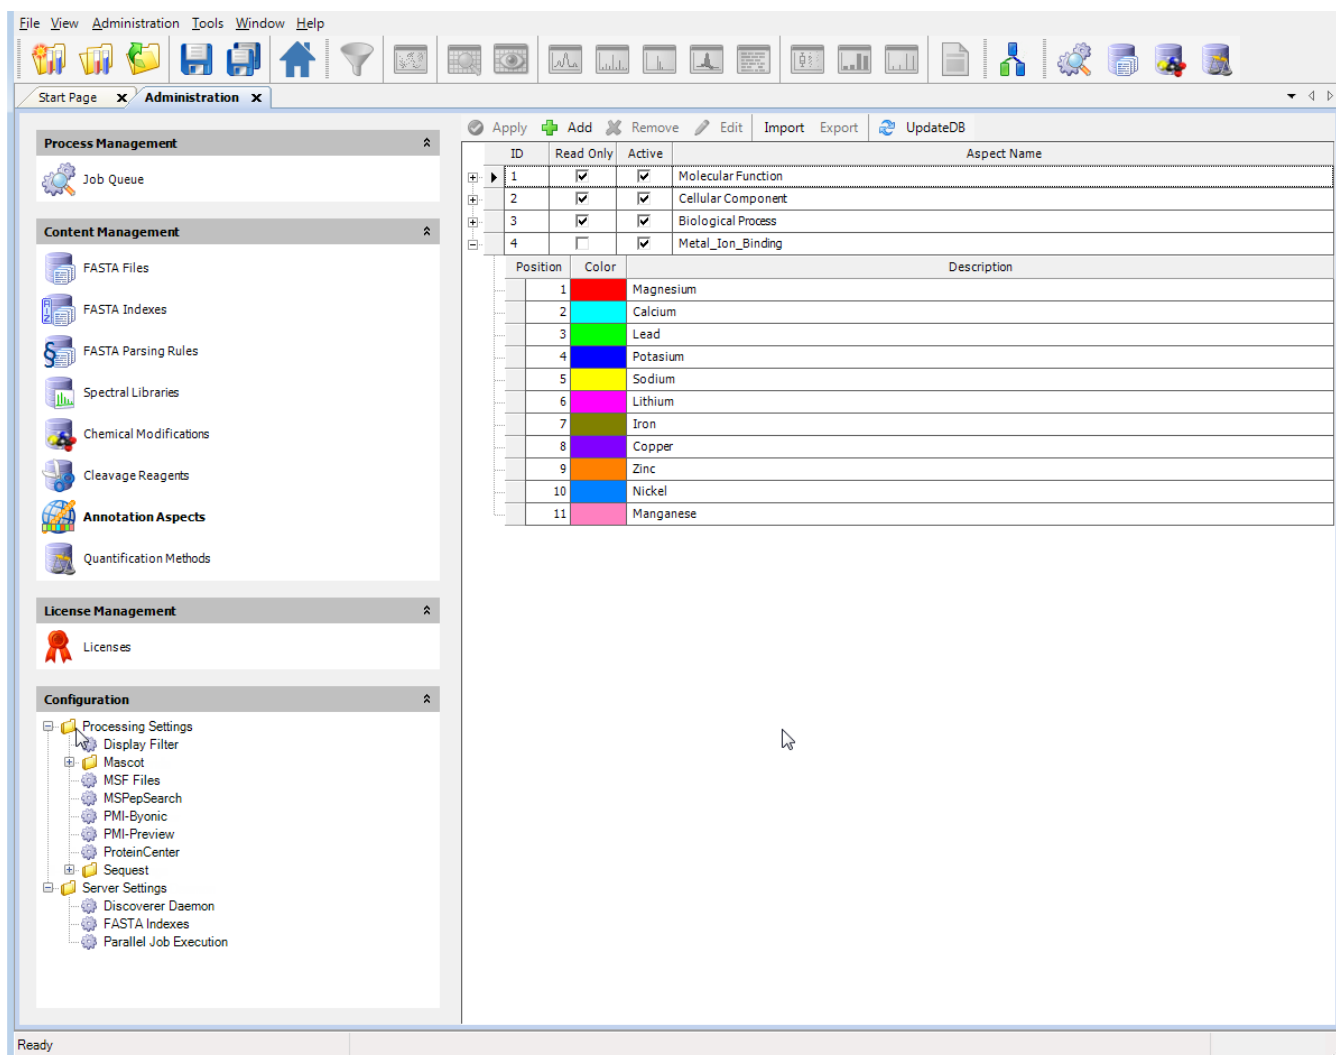 File View Administration Tools Window Help
Start Page x Administration x
Process Management
Job Queue
Content Management
FASTA Files
FASTA Indexes
FASTA Parsing Rules
Spectral Libraries
Chemical Modifications
Cleavage Reagents
Annotation Aspects
Quantification Methods
License Management
Licenses
Configuration
Processing Settings
Display Filter
Mascot
MSF Files
MSPepSearch
PMI-Byonic
PMI-Preview
ProteinCenter
Sequest
Server Settings
Discoverer Daemon
FASTA Indexes
Parallel Job Execution
Apply Add Remove Edit Import Export UpdateDB
ID Read Only Active Aspect Name
1 Molecular Function
2 Cellular Component
3 Biological Process
4 Metal_Ion_Binding
Position Color Description
1 Magnesium
2 Calcium
3 Lead
4 Potasium
5 Sodium
6 Lithium
7 Iron
8 Copper
9 Zinc
10 Nickel
11 Manganese
Ready